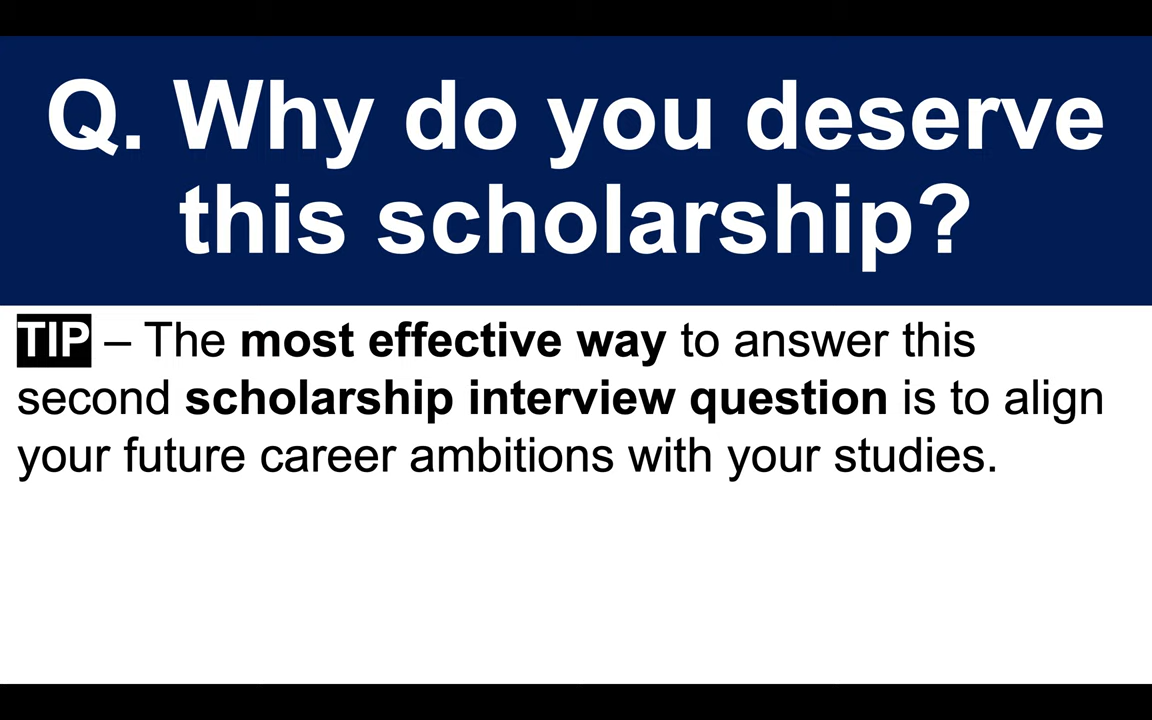 Q. Why do you deserve
this scholarship?
TIP – The most effective way to answer this
second scholarship interview question is to align
your future career ambitions with your studies.